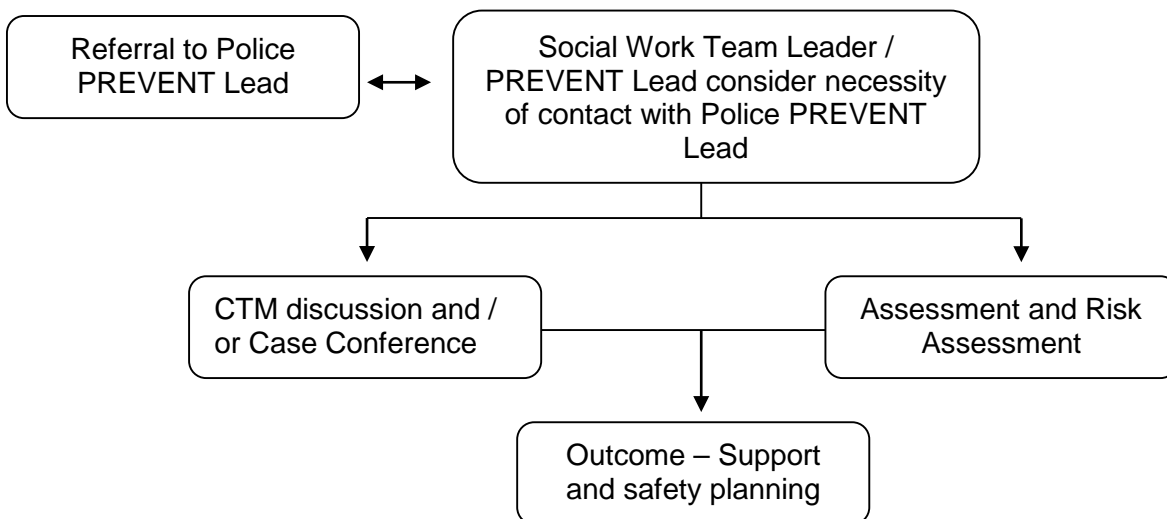 Referral to Police
PREVENT Lead
Social Work Team Leader /
PREVENT Lead consider necessity
of contact with Police PREVENT
Lead
CTM discussion and /
or Case Conference
Assessment and Risk
Assessment
Outcome – Support
and safety planning